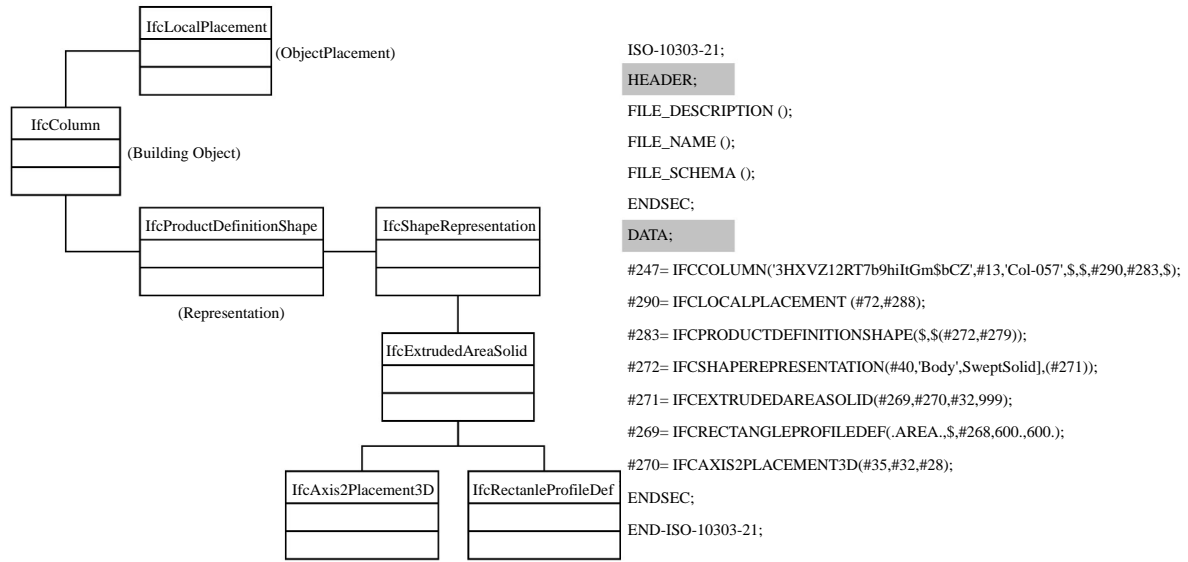 IfcLocalPlacement
(ObjectPlacement)
IfcColumn
(Building Object)
IfcProductDefinitionShape
(Representation)
IfcShapeRepresentation
IfcExtrudedAreaSolid
IfcAxis2Placement3D
IfcRectanleProfileDef
ISO-10303-21;
HEADER;
FILE_DESCRIPTION ();
FILE_NAME ();
FILE_SCHEMA ();
ENDSEC;
DATA;
#247= IFCCOLUMN('3HXVZ12RT7b9hiItGm$bCZ',#13,'Col-057',$,$,#290,#283,$);
#290= IFCLOCALPLACEMENT (#72,#288);
#283= IFCPRODUCTDEFINITIONSHAPE($,$(#272,#279));
#272= IFCSHAPEREPRESENTATION(#40,'Body',SweptSolid],(#271));
#271= IFCEXTRUDEDAREASOLID(#269,#270,#32,999);
#269= IFCRECTANGLEPROFILEDEF(.AREA.,$,#268,600.,600.);
#270= IFCAXIS2PLACEMENT3D(#35,#32,#28);
ENDSEC;
END-ISO-10303-21;